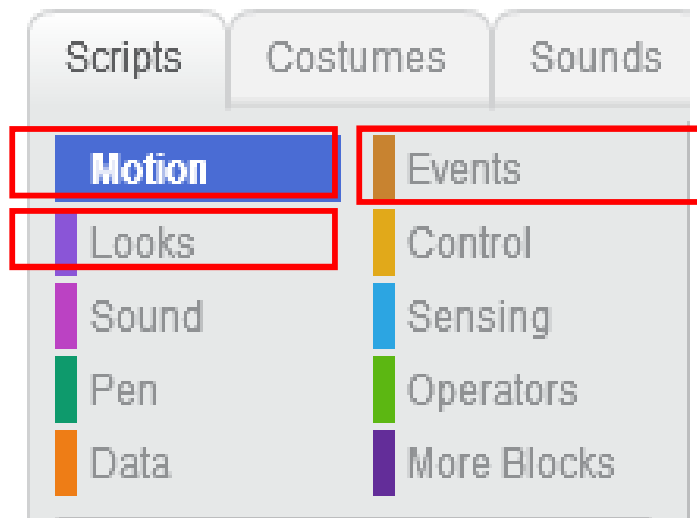 Scripts Costumes Sounds
Motion Events
Looks Control
Sound Sensing
Pen Operators
Data More Blocks